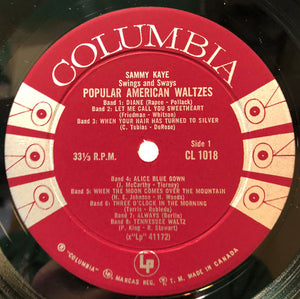 COLUMBIA
SAMMY KAYE
Swings and Sways
POPULAR AMERICAN WALTZES
Band 1: DIANE (Rapee - Pollack)
Band 2: LET ME CALL YOU SWEETHEART
(Friedman - Whitson)
Band 3: WHEN YOUR HAIR HAS TURNED TO SILVER
(C. Tobias - DeRose)
33⅓ R.P.M.
Side 1
CL 1018
Band 4: ALICE BLUE GOWN
(J. McCarthy - Tierney)
Band 5: WHEN THE MOON COMES OVER THE MOUNTAIN
(H. E. Johnson - H. Woods)
Band 6: THREE O'CLOCK IN THE MORNING
(Terris - Robledo)
Band 7: ALWAYS (Berlin)
Band 8: TENNESSEE WALTZ
(P. King - R. Stewart)
(x"Lp" 41172)
Lp
® "COLUMBIA" ® MARCAS REG. T. M. MADE IN CANADA